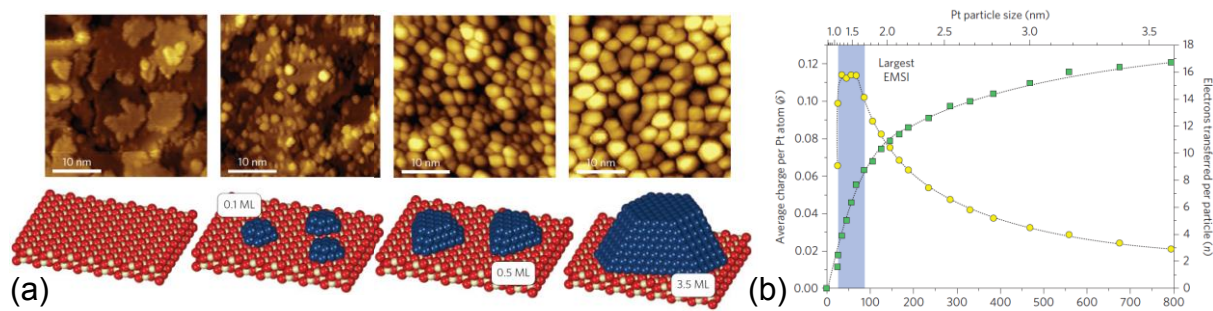 10 nm
10 nm
10 nm
10 nm
0.1 ML
0.5 ML
3.5 ML
(a)
Pt particle size (nm)
1.0 1.5 2.0 2.5 3.0 3.5
Largest
EMSI
Average charge per Pt atom
0.12
0.10
0.08
0.06
0.04
0.02
0.00
18
16
14
12
10
8
6
4
2
0
Electrons transferred per particle (n)
0 100 200 300 400 500 600 700 800
(b)